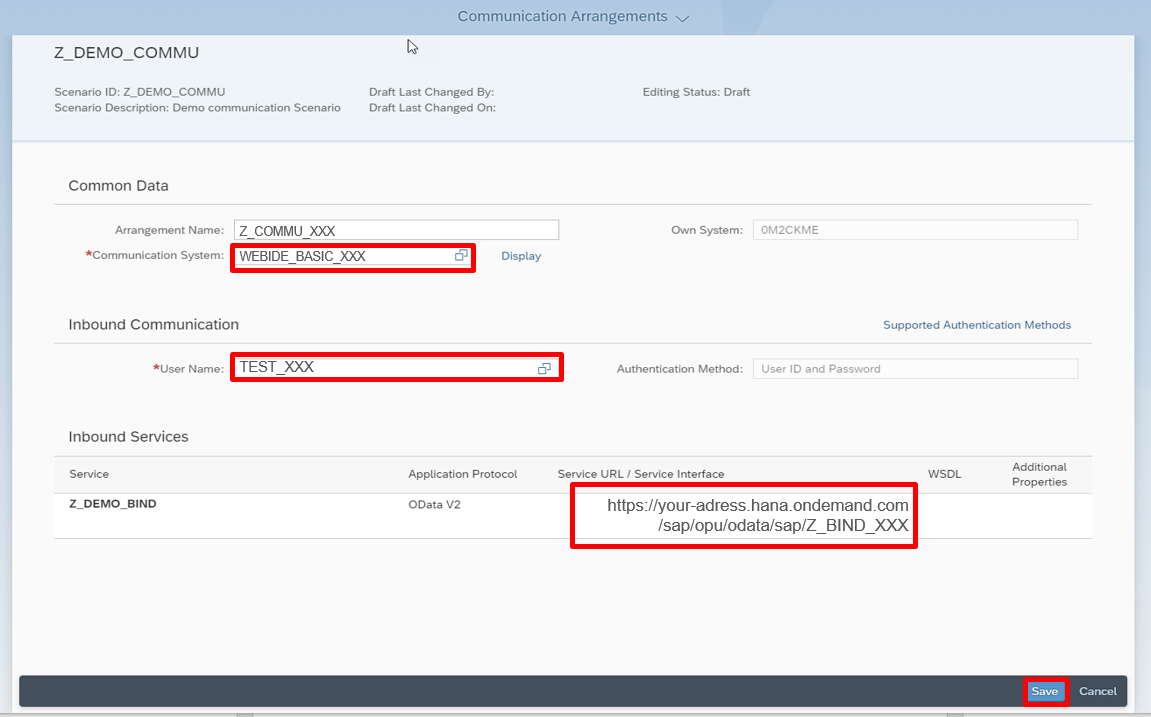 Communication Arrangements
Z_DEMO_COMMU
Scenario ID: Z_DEMO_COMMU
Scenario Description: Demo communication Scenario
Draft Last Changed By:
Draft Last Changed On:
Editing Status: Draft
Common Data
Arrangement Name: Z_COMMU_XXX
Own System: 0M2CKME
*Communication System: WEBIDE_BASIC_XXX Display
Inbound Communication
Supported Authentication Methods
*User Name: TEST_XXX
Authentication Method: User ID and Password
Inbound Services
Service Application Protocol Service URL / Service Interface WSDL Additional
Properties
Z_DEMO_BIND OData V2 https://your-adress.hana.ondemand.com
/sap/opu/odata/sap/Z_BIND_XXX
Save Cancel